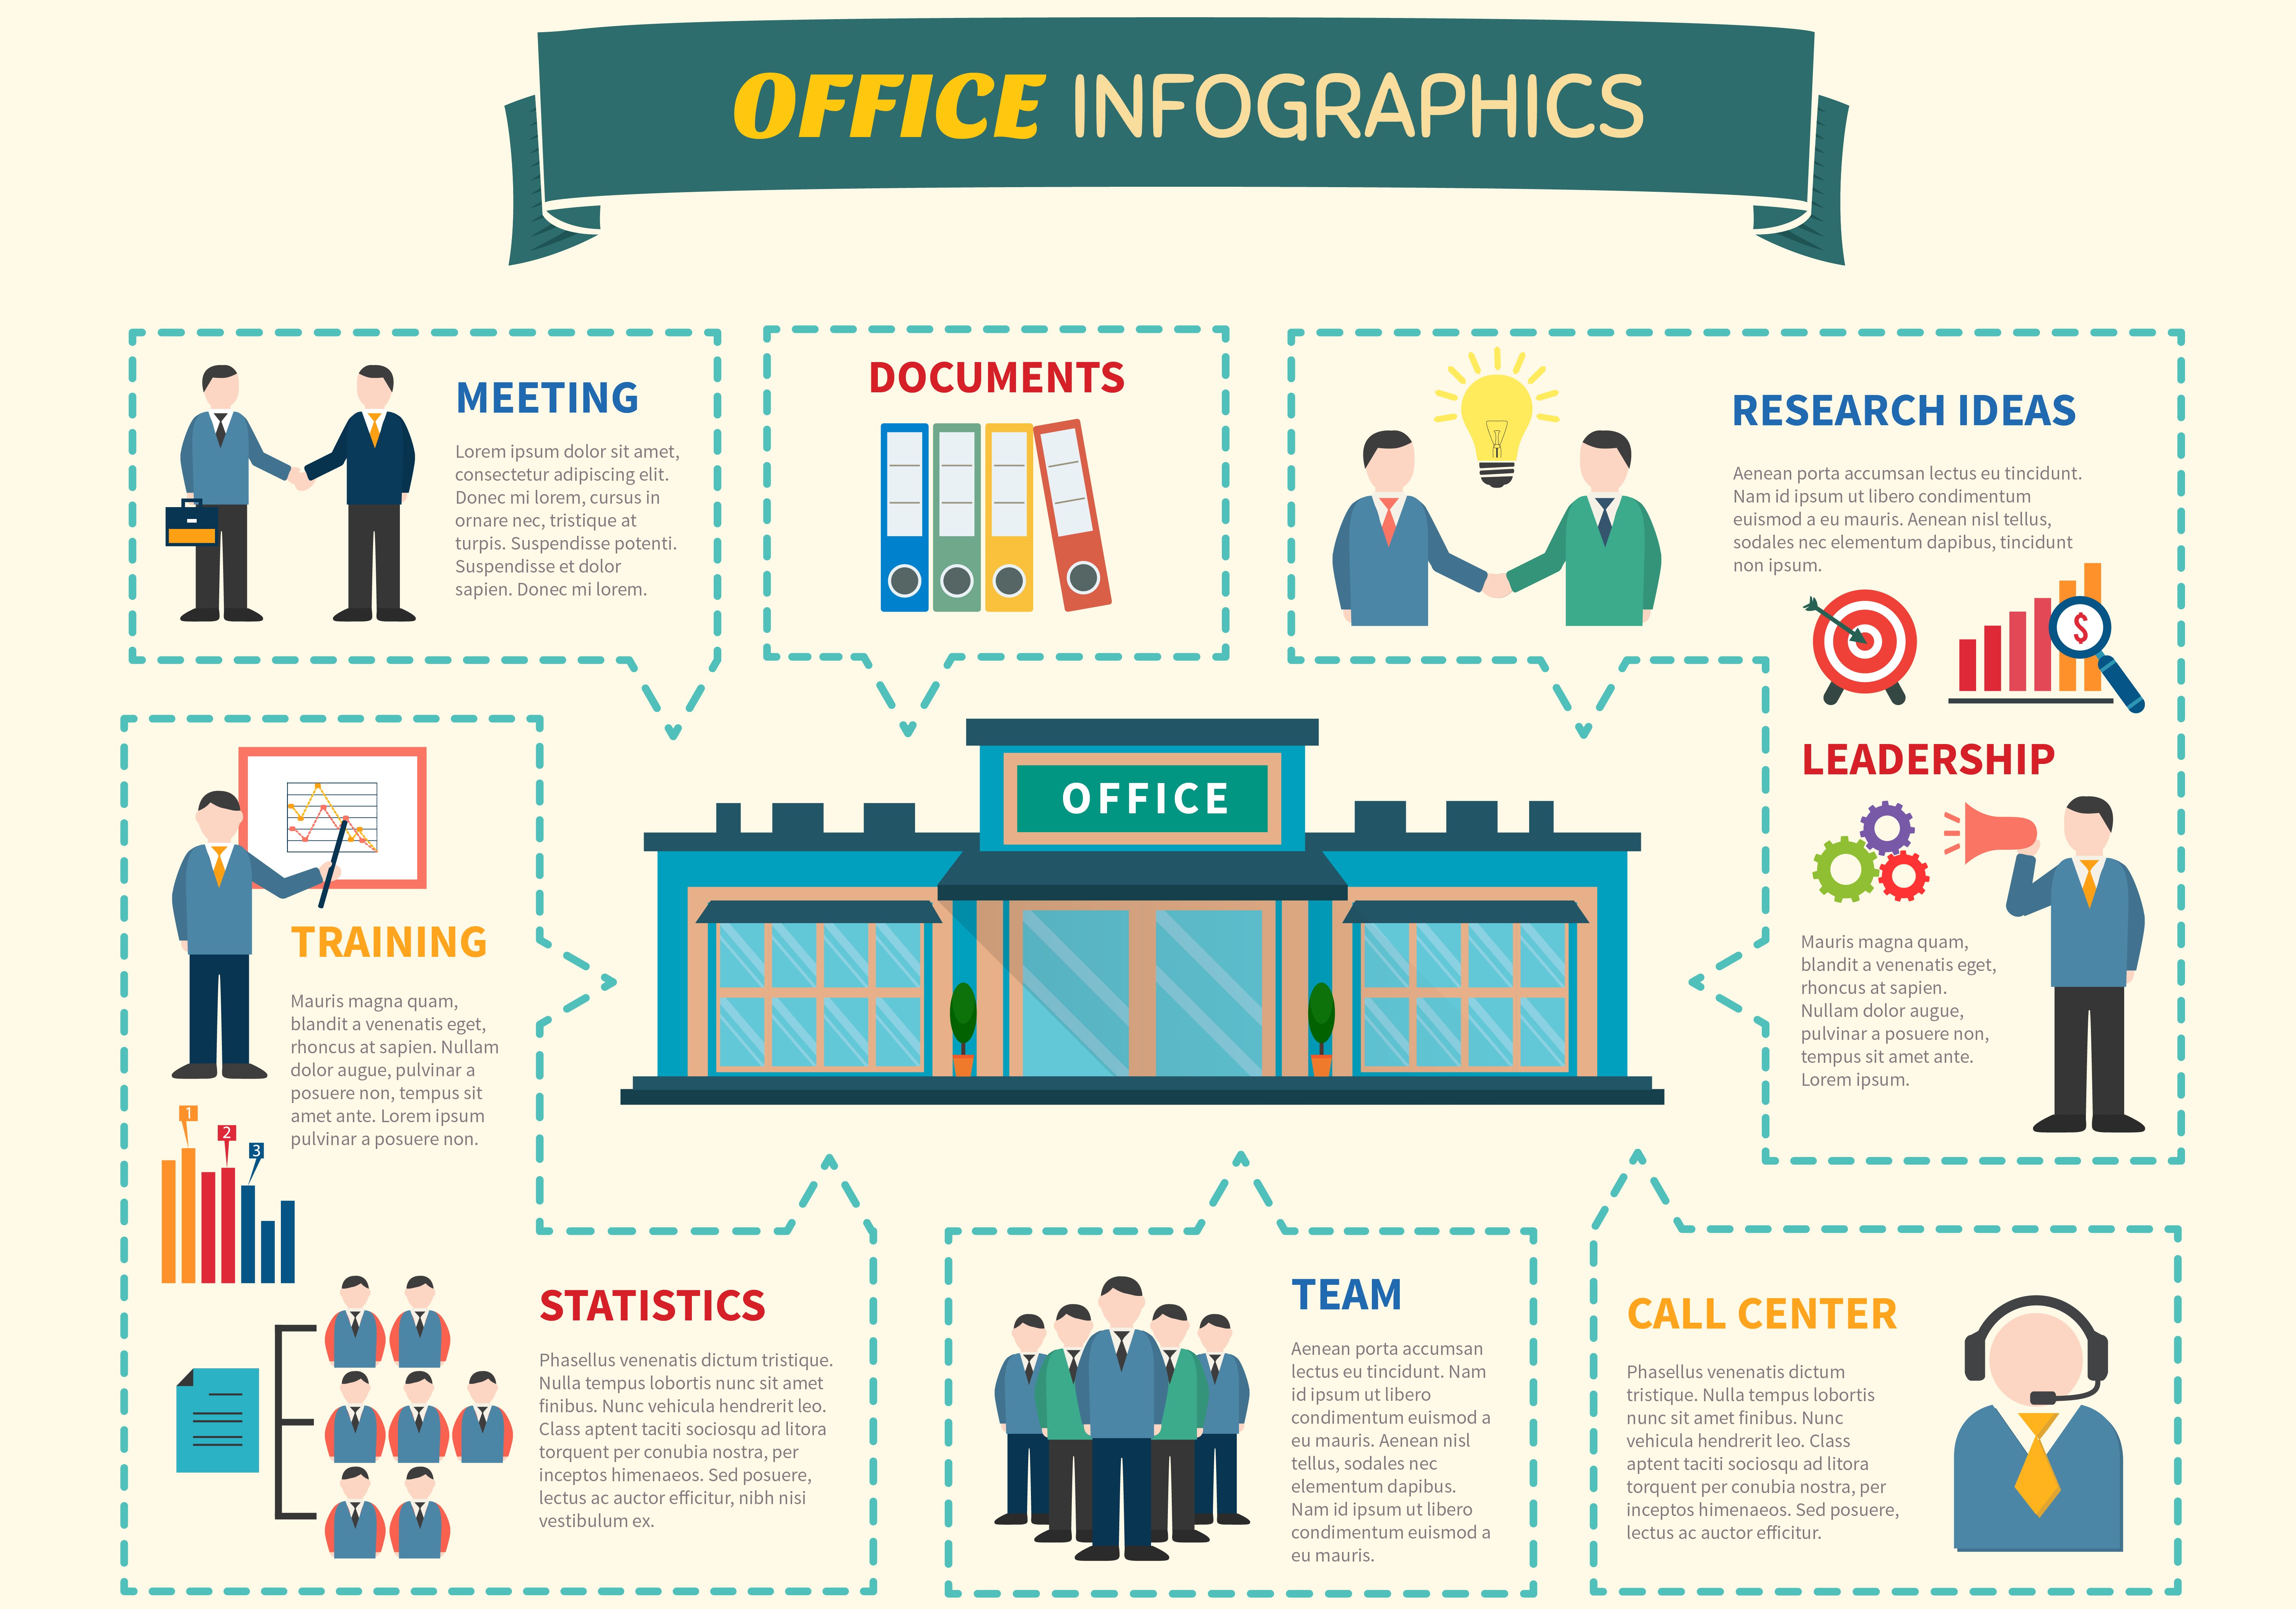 OFFICE INFOGRAPHICS
MEETING
Lorem ipsum dolor sit amet,
consectetur adipiscing elit.
Donec mi lorem, cursus in
ornare nec, tristique at
turpis. Suspendisse potenti.
Suspendisse et dolor
sapien. Donec mi lorem.
DOCUMENTS
RESEARCH IDEAS
Aenean porta accumsan lectus eu tincidunt.
Nam id ipsum ut libero condimentum
euismod a eu mauris. Aenean nisl tellus,
sodales nec elementum dapibus, tincidunt
non ipsum.
$
LEADERSHIP
Mauris magna quam,
blandit a venenatis eget,
rhoncus at sapien.
Nullam dolor augue,
pulvinar a posuere non,
tempus sit amet ante.
Lorem ipsum.
OFFICE
TRAINING
Mauris magna quam,
blandit a venenatis eget,
rhoncus at sapien. Nullam
dolor augue, pulvinar a
posuere non, tempus sit
amet ante. Lorem ipsum
pulvinar a posuere non.
1
2
3
STATISTICS
Phasellus venenatis dictum tristique.
Nulla tempus lobortis nunc sit amet
finibus. Nunc vehicula hendrerit leo.
Class aptent taciti sociosqu ad litora
torquent per conubia nostra, per
inceptos himenaeos. Sed posuere,
lectus ac auctor efficitur, nibh nisi
vestibulum ex.
TEAM
Aenean porta accumsan
lectus eu tincidunt. Nam
id ipsum ut libero
condimentum euismod a
eu mauris. Aenean nisl
tellus, sodales nec
elementum dapibus.
Nam id ipsum ut libero
condimentum euismod a
eu mauris.
CALL CENTER
Phasellus venenatis dictum
tristique. Nulla tempus lobortis
nunc sit amet finibus. Nunc
vehicula hendrerit leo. Class
aptent taciti sociosqu ad litora
torquent per conubia nostra, per
inceptos himenaeos. Sed posuere,
lectus ac auctor efficitur.